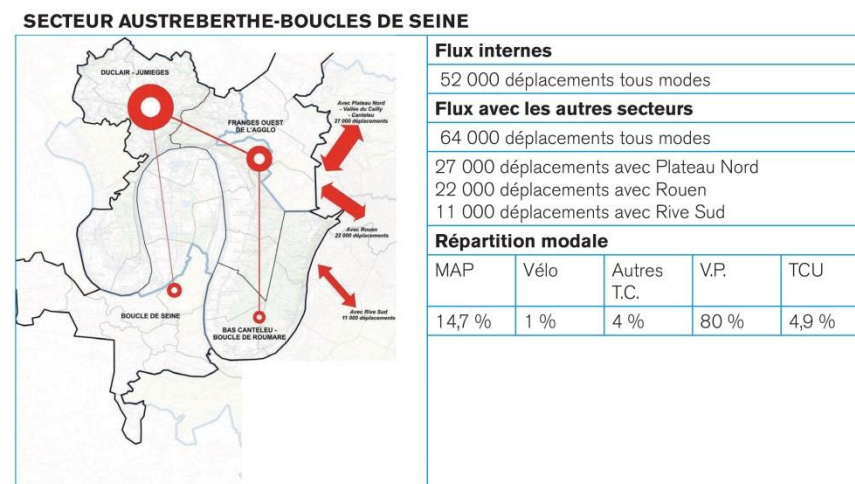 SECTEUR AUSTREBERTHE-BOUCLES DE SEINE
DUCLAIR - JUMIEGES
FRANGES OUEST
DE L'AGGLO
BOUCLE DE SEINE
BAS CANTELEU -
BOUCLE DE ROUMARE
Avec Plateau Nord
- Vallée du Cailly
- Canteleu
27 000 déplacements
Avec Rouen
22 000 déplacements
Avec Rive Sud
11 000 déplacements
Flux internes
52 000 déplacements tous modes
Flux avec les autres secteurs
64 000 déplacements tous modes
27 000 déplacements avec Plateau Nord
22 000 déplacements avec Rouen
11 000 déplacements avec Rive Sud
Répartition modale
MAP Vélo Autres T.C. V.P. TCU
14,7 % 1 % 4 % 80 % 4,9 %